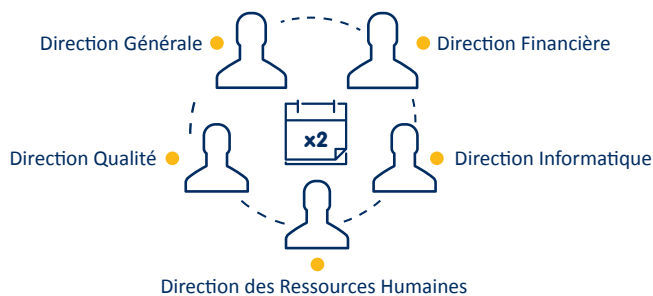 Direction Générale
Direction Financière
x2
Direction Qualité
Direction Informatique
Direction des Ressources Humaines